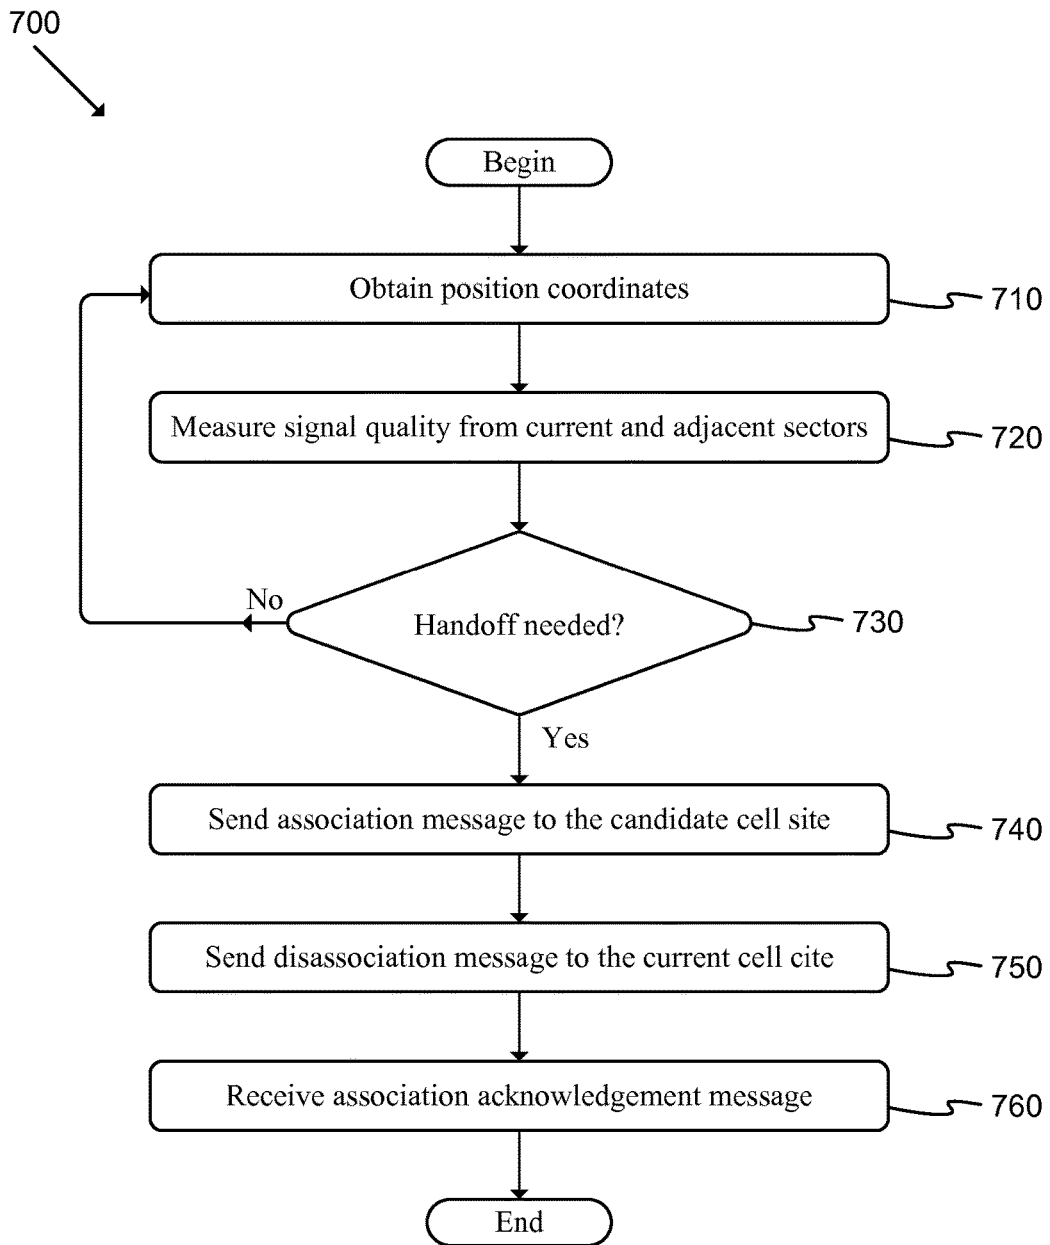 700
Begin
Obtain position coordinates
710
Measure signal quality from current and adjacent sectors
720
No
Handoff needed?
730
Yes
Send association message to the candidate cell site
740
Send disassociation message to the current cell cite
750
Receive association acknowledgement message
760
End